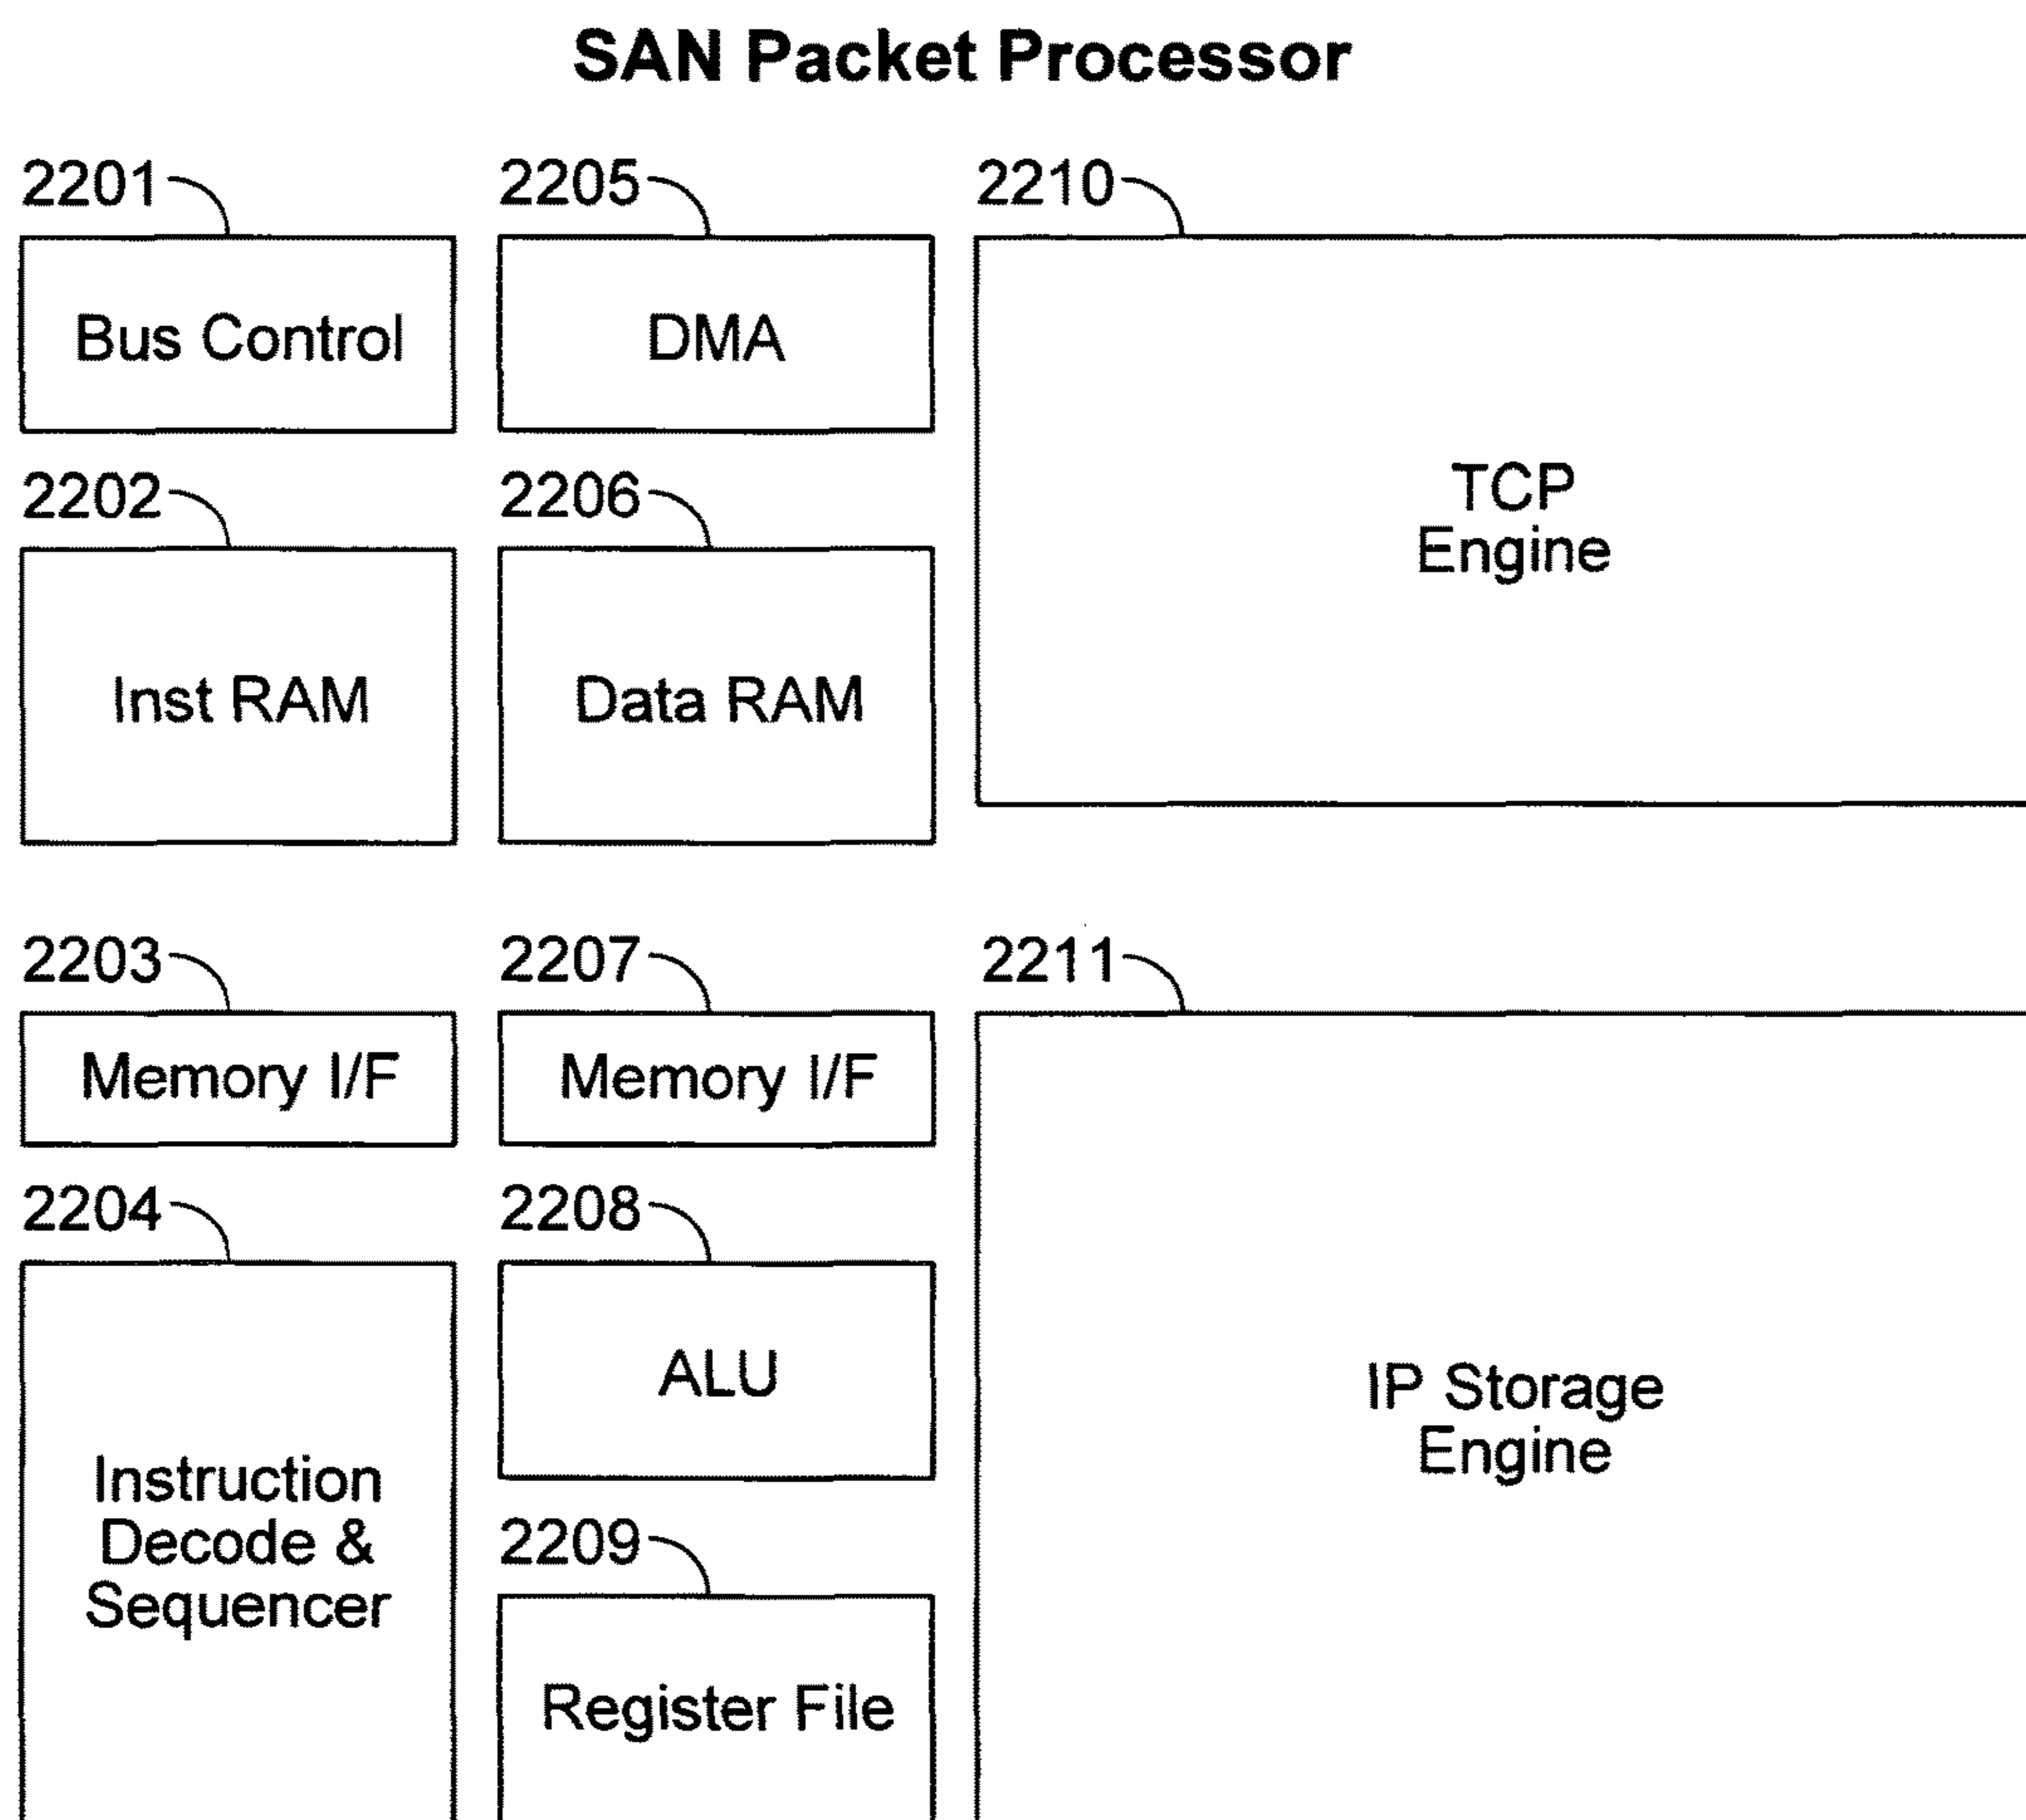 SAN Packet Processor
2201
Bus Control
2205
DMA
2210
TCP
Engine
2202
Inst RAM
2206
Data RAM
2203
Memory I/F
2207
Memory I/F
2211
IP Storage
Engine
2204
Instruction
Decode &
Sequencer
2208
ALU
2209
Register File